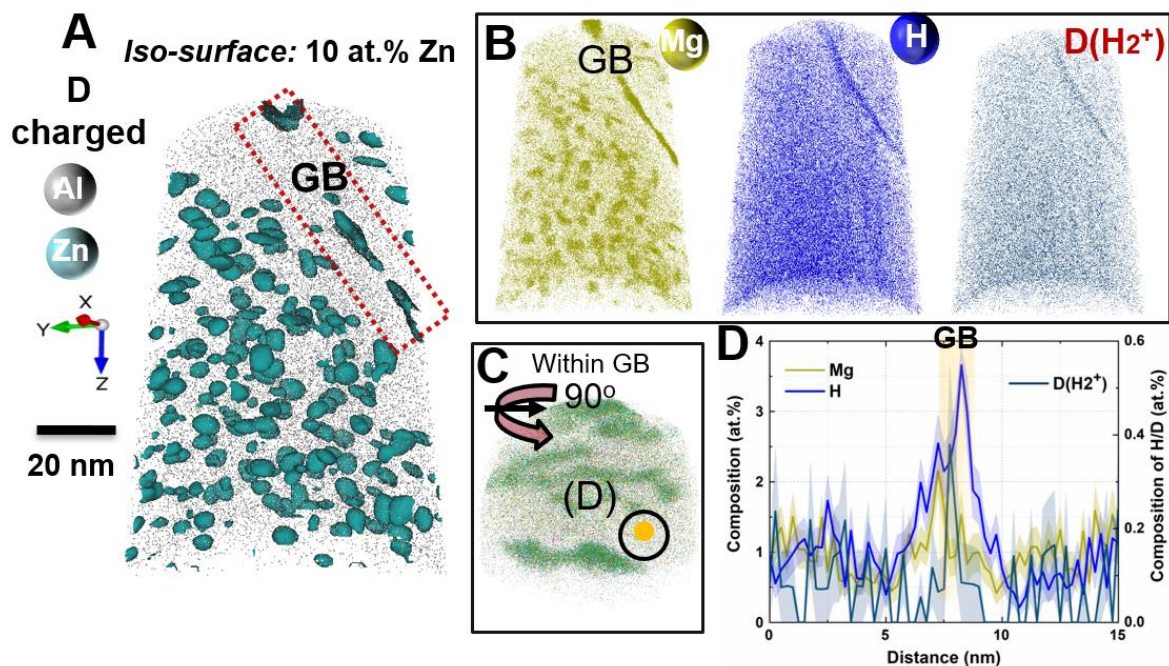 A
Iso-surface: 10 at.% Zn
D
charged
Al
Zn
GB
X
Y
Z
20 nm
B
GB
Mg
H
D(H2+)
C
Within GB
90o
(D)
D
GB
Mg
H
D(H2+)
Composition (at.%)
4
3
2
1
0
Composition of H/D (at.%)
0.6
0.4
0.2
0.0
0
5
10
15
Distance (nm)